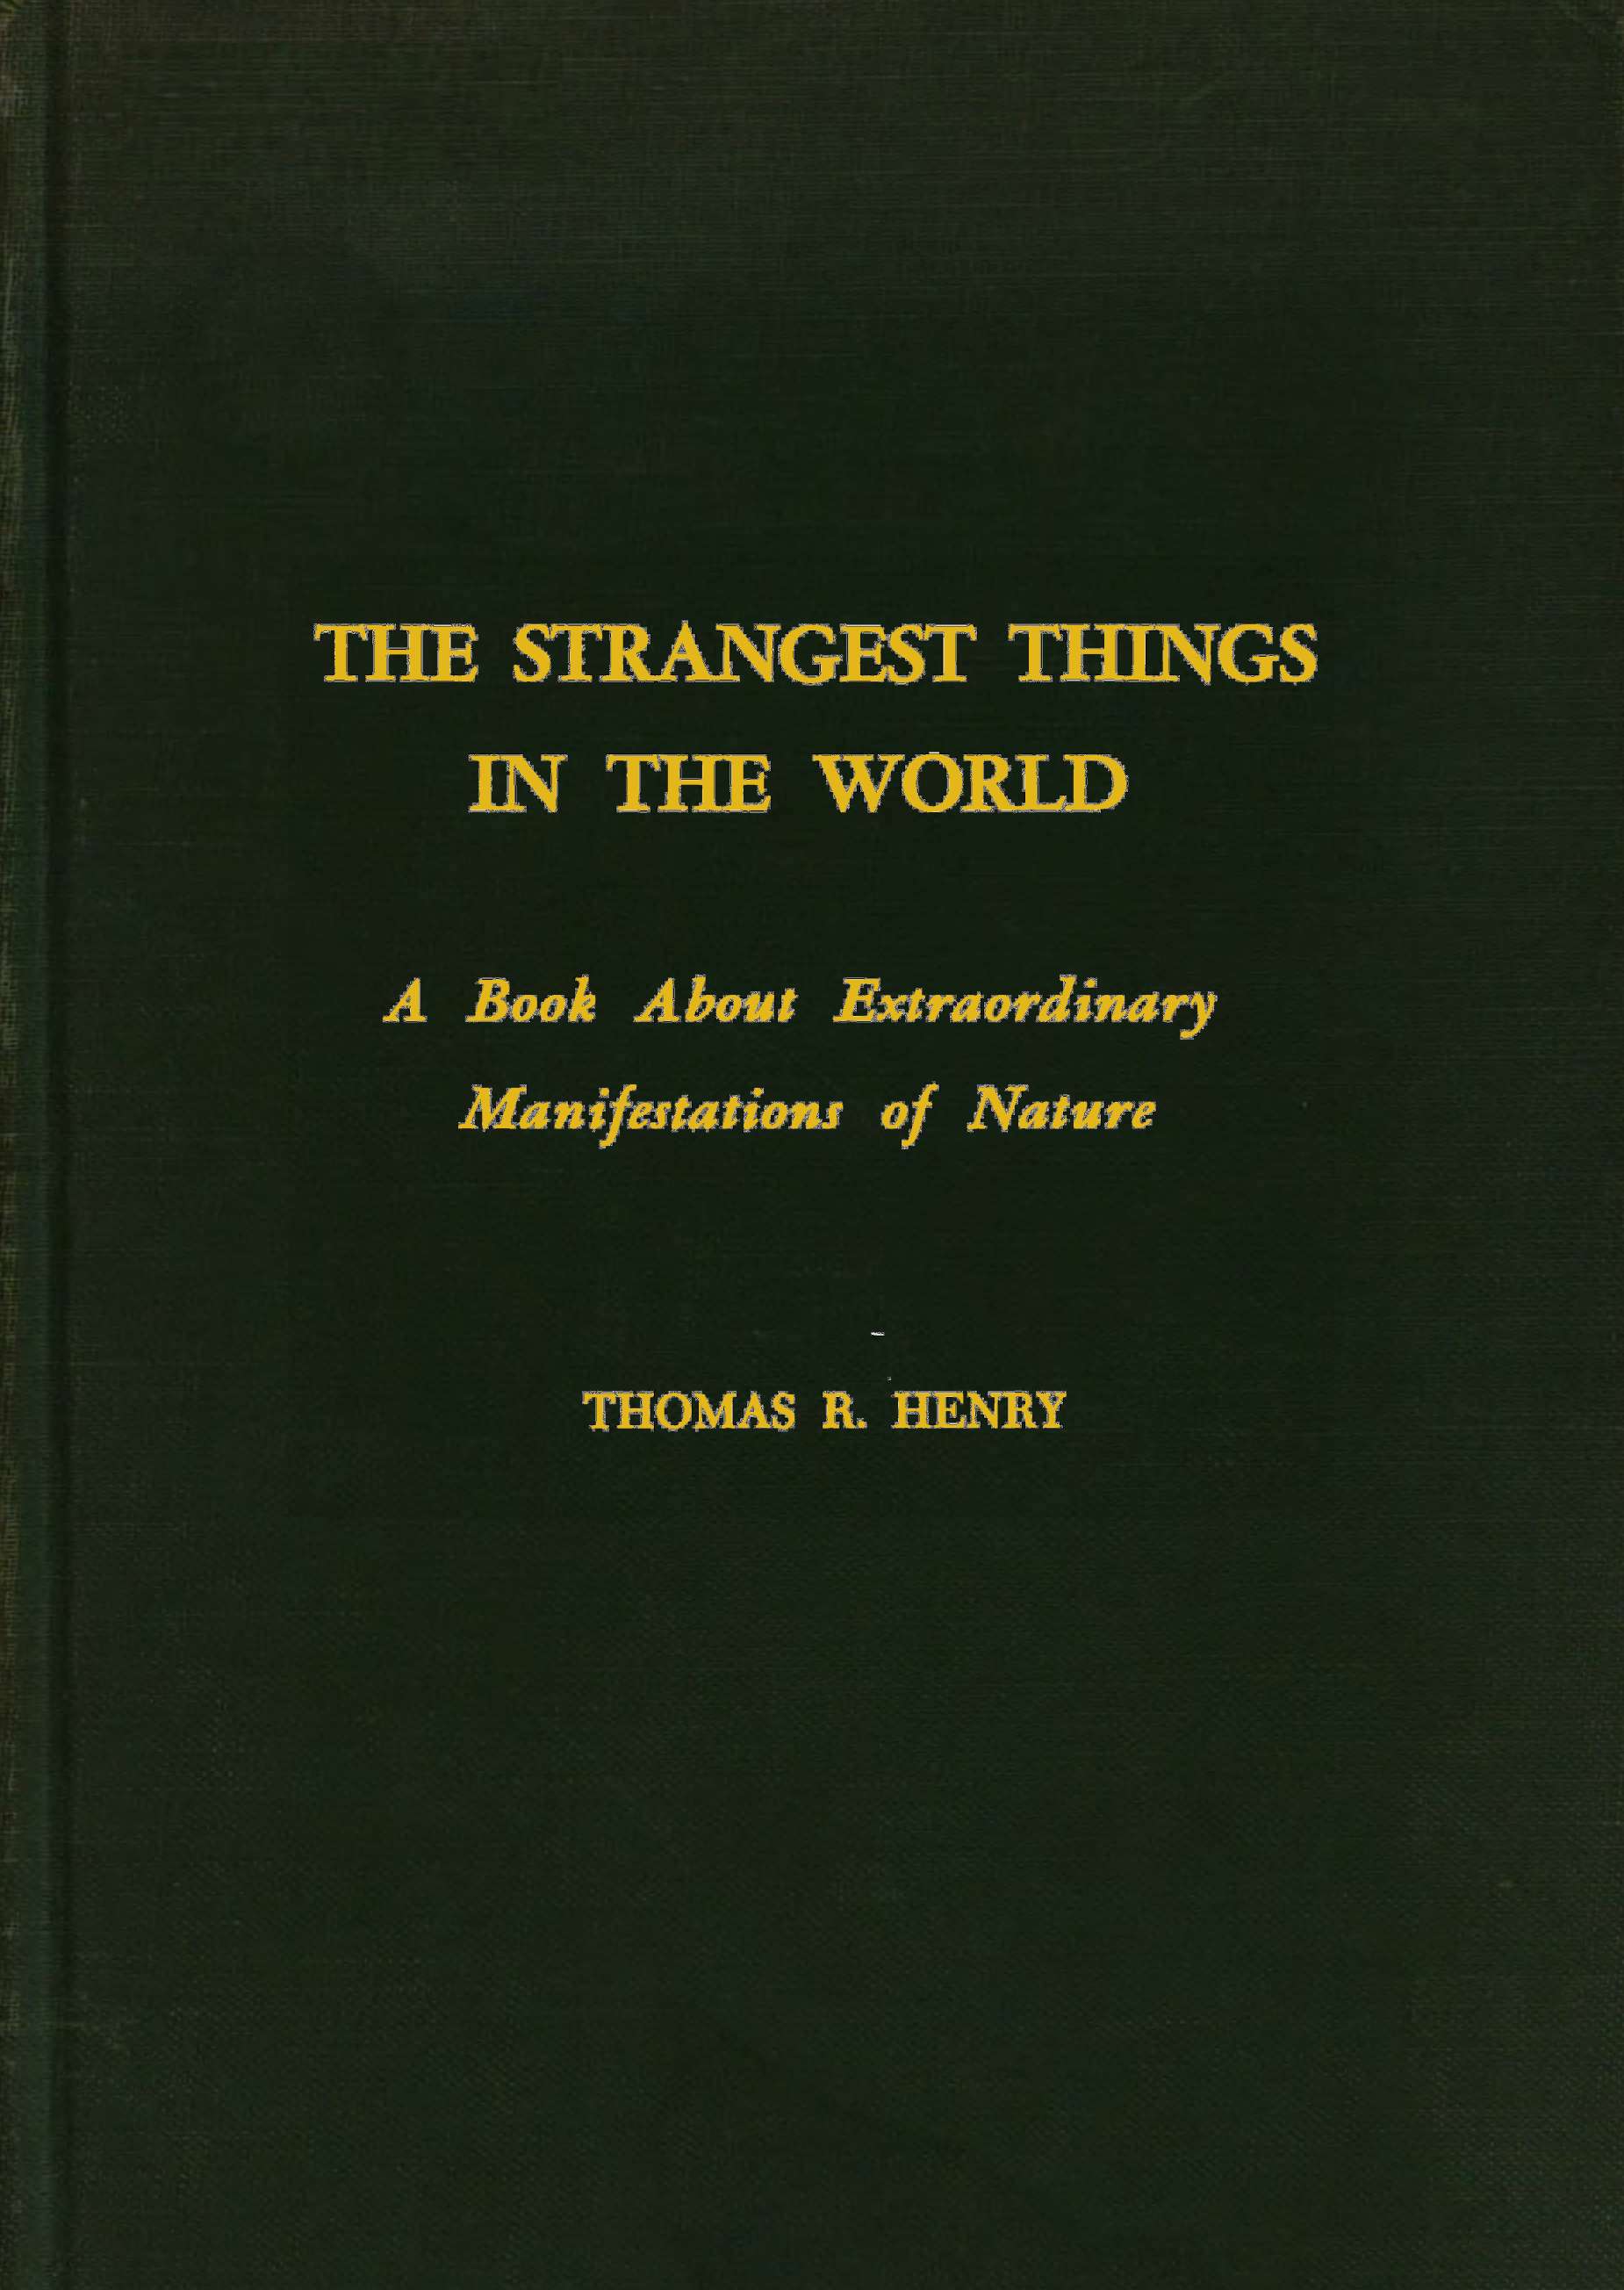 THE STRANGEST THINGS
IN THE WORLD
A Book About Extraordinary
Manifestations of Nature
THOMAS R. HENRY